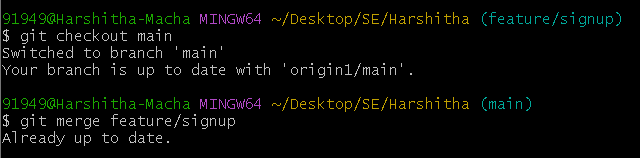 91949@Harshitha-Macha MINGW64 ~/Desktop/SE/Harshitha (feature/signup)
$ git checkout main
Switched to branch 'main'
Your branch is up to date with 'origin1/main'.
91949@Harshitha-Macha MINGW64 ~/Desktop/SE/Harshitha (main)
$ git merge feature/signup
Already up to date.